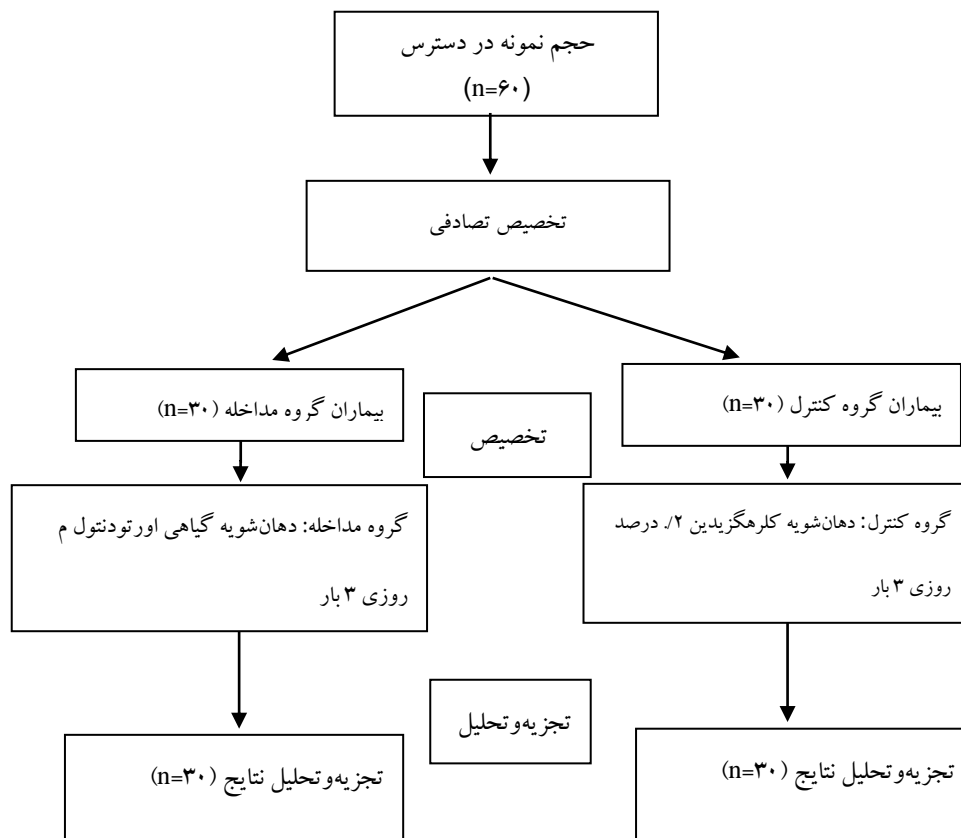 حجم نمونه در دسترس
(n=۶۰)
تخصیص تصادفی
بیماران گروه کنترل (n=۳۰)
بیماران گروه مداخله (n=۳۰)
تخصیص
گروه کنترل: دهان‌شویه کلرهگزیدین ۲/. درصد
روزی ۳ بار
گروه مداخله: دهان‌شویه گیاهی اورتودنتول م
روزی ۳ بار
تجزیه‌وتحلیل
تجزیه‌وتحلیل نتایج (n=۳۰)
تجزیه‌وتحلیل نتایج (n=۳۰)